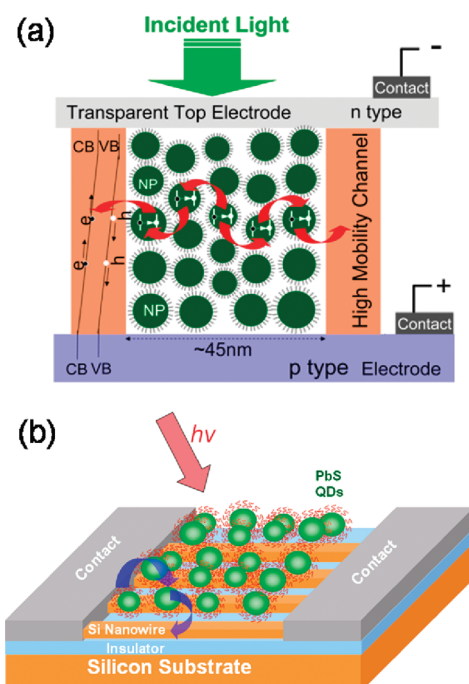 (a)
Incident Light
−
Contact
Transparent Top Electrode
n type
CB VB
NP
e
h
e
h
High Mobility Channel
+
Contact
NP
~45nm
CB VB
p type Electrode
(b)
hν
PbS
QDs
Contact
Contact
Si Nanowire
Insulator
Silicon Substrate